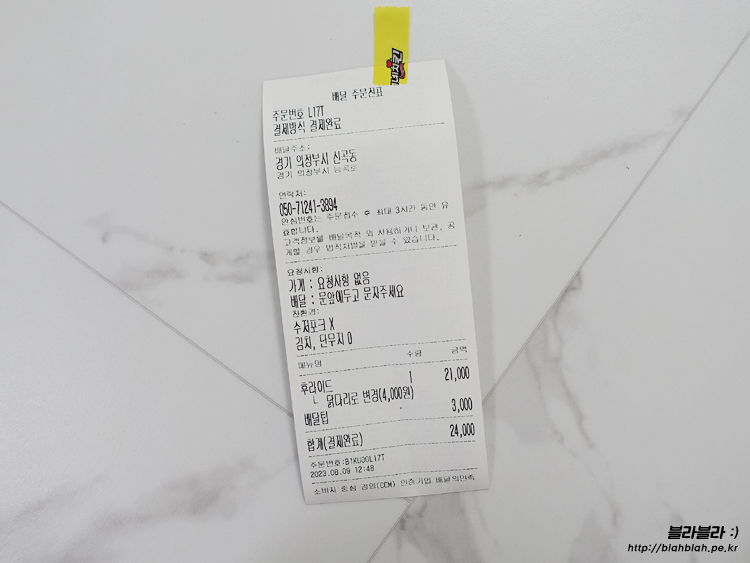 배달 주문전표
주문번호 L17T
결제방식 결제완료
배달주소:
경기 의정부시 신곡동
경기 의정부시 능곡로
연락처:
050-71241-3894
안심번호는 주문접수 후 최대 3시간 동안 유
효합니다.
고객정보를 배달목적 외 사용하거나 보관, 공
개할 경우 법적처벌을 받을 수 있습니다.
요청사항:
가게 : 요청사항 없음
배달 : 문앞에두고 문자주세요
친환경:
수저포크 X
김치, 단무지 O
메뉴명 수량 금액
후라이드 1 21,000
ㄴ 닭다리로 변경(4,000원)
배달팁 3,000
합계(결제완료) 24,000
주문번호:B1KU00L17T
2023.08.09 12:48
소비자 중심 경영(CCM) 인증기업 배달의민족
블라블라 :)
http://blahblah.pe.kr